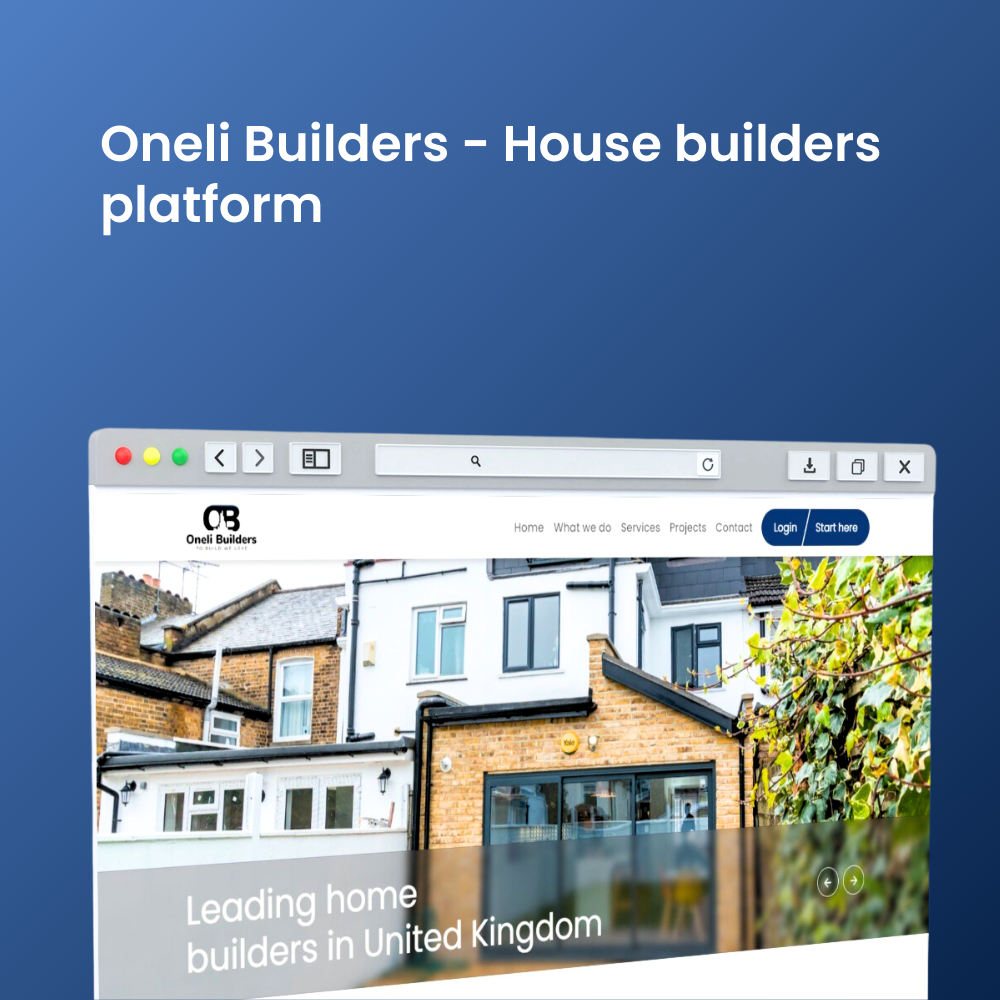 Oneli Builders - House builders
platform
OB
Oneli Builders
TO BUILD WE LOVE
Home What we do Services Projects Contact Login Start here
Yale
Leading home
builders in United Kingdom